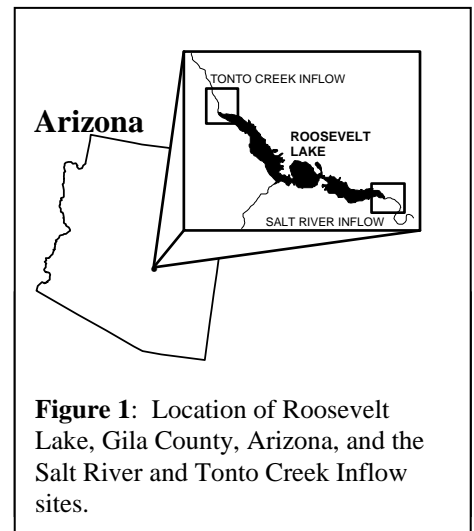 TONTO CREEK INFLOW
Arizona
ROOSEVELT
LAKE
SALT RIVER INFLOW
Figure 1: Location of Roosevelt
Lake, Gila County, Arizona, and the
Salt River and Tonto Creek Inflow
sites.